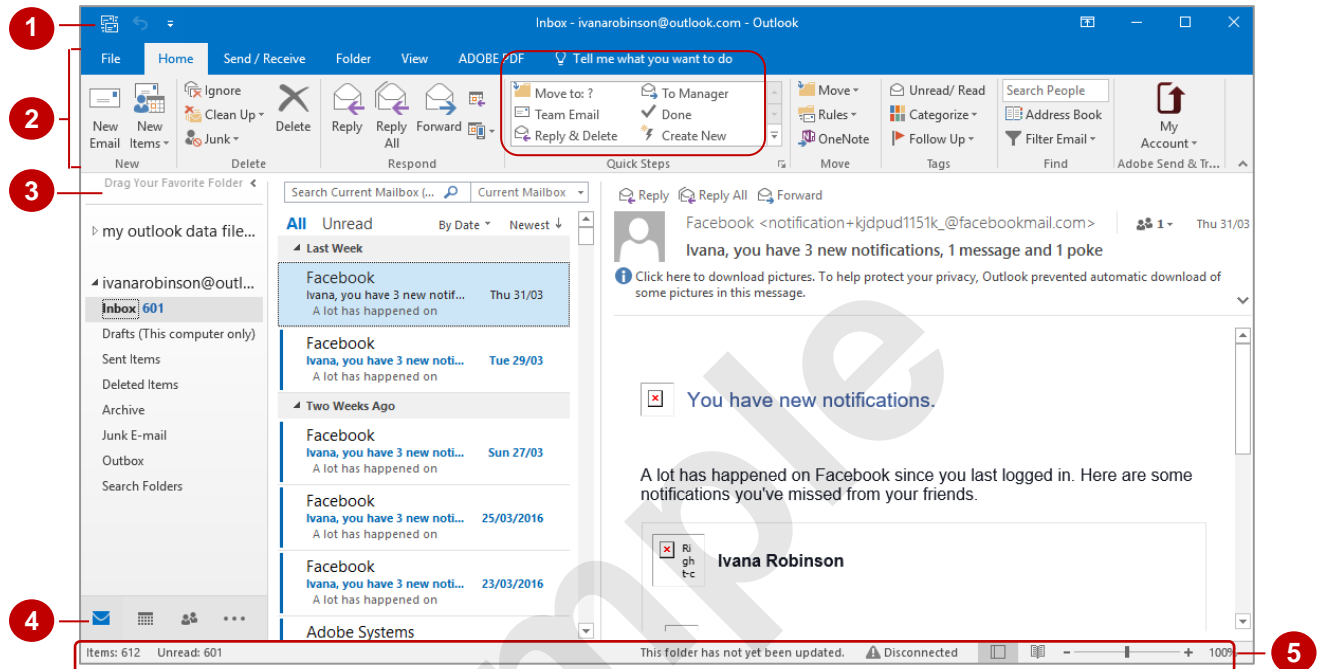 1
Inbox - ivanarobinson@outlook.com - Outlook
2
File Home Send / Receive Folder View ADOBE PDF Tell me what you want to do
New Email
New Items
New
Ignore
Clean Up
Junk
Delete
Delete
Reply
Reply All
Forward
Respond
Move to: ? To Manager
Team Email Done
Reply & Delete Create New
Quick Steps
Move
Rules
OneNote
Move
Unread/ Read
Categorize
Follow Up
Tags
Search People
Address Book
Filter Email
Find
My Account
Adobe Send & Tr...
3
Drag Your Favorite Folder
my outlook data file...
ivanarobinson@outl...
Inbox 601
Drafts (This computer only)
Sent Items
Deleted Items
Archive
Junk E-mail
Outbox
Search Folders
4
Search Current Mailbox (... Current Mailbox
All Unread By Date Newest
Last Week
Facebook
Ivana, you have 3 new notif... Thu 31/03
A lot has happened on
Facebook
Ivana, you have 3 new noti... Tue 29/03
A lot has happened on
Two Weeks Ago
Facebook
Ivana, you have 3 new noti... Sun 27/03
A lot has happened on
Facebook
Ivana, you have 3 new noti... 25/03/2016
A lot has happened on
Facebook
Ivana, you have 3 new noti... 23/03/2016
A lot has happened on
Adobe Systems
Reply Reply All Forward
Facebook <notification+kjdpud1151k_@facebookmail.com> 1 Thu 31/03
Ivana, you have 3 new notifications, 1 message and 1 poke
Click here to download pictures. To help protect your privacy, Outlook prevented automatic download of
some pictures in this message.
You have new notifications.
A lot has happened on Facebook since you last logged in. Here are some
notifications you've missed from your friends.
Ri
gh
t-c
Ivana Robinson
Items: 612 Unread: 601 This folder has not yet been updated. Disconnected 100%
5
mple